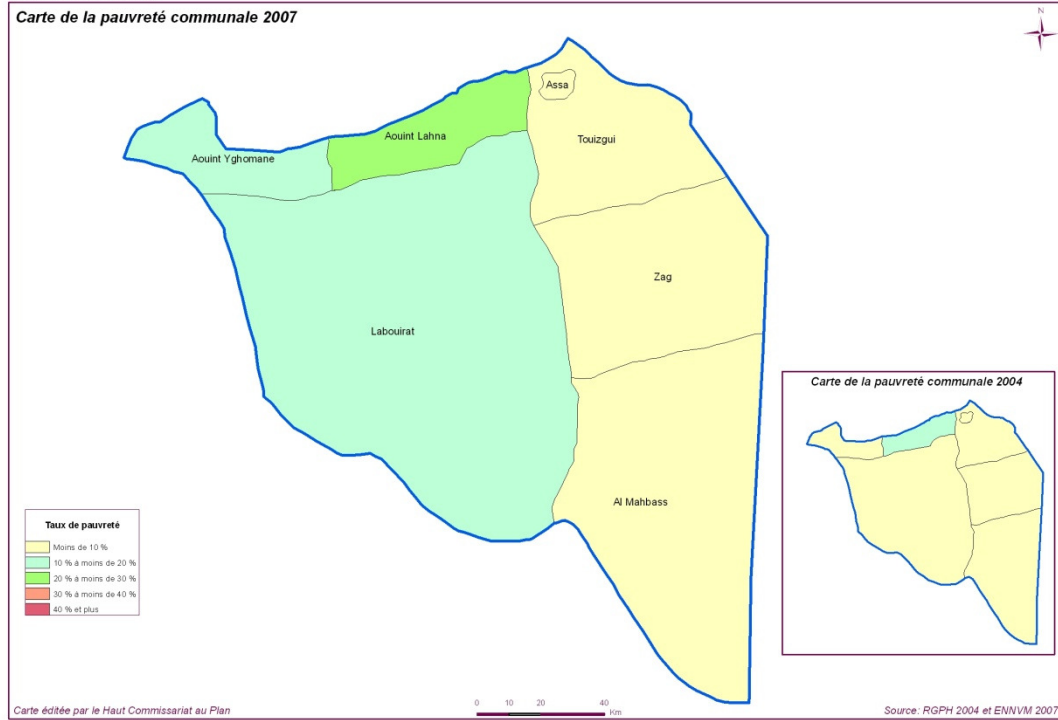 Carte de la pauvreté communale 2007
N
Assa
Aouint Lahna
Touizgui
Aouint Yghomane
Zag
Labouirat
Carte de la pauvreté communale 2004
Al Mahbass
Taux de pauvreté
Moins de 10 %
10 % à moins de 20 %
20 % à moins de 30 %
30 % à moins de 40 %
40 % et plus
0 10 20 40
Km
Carte éditée par le Haut Commissariat au Plan
Source: RGPH 2004 et ENNVM 2007